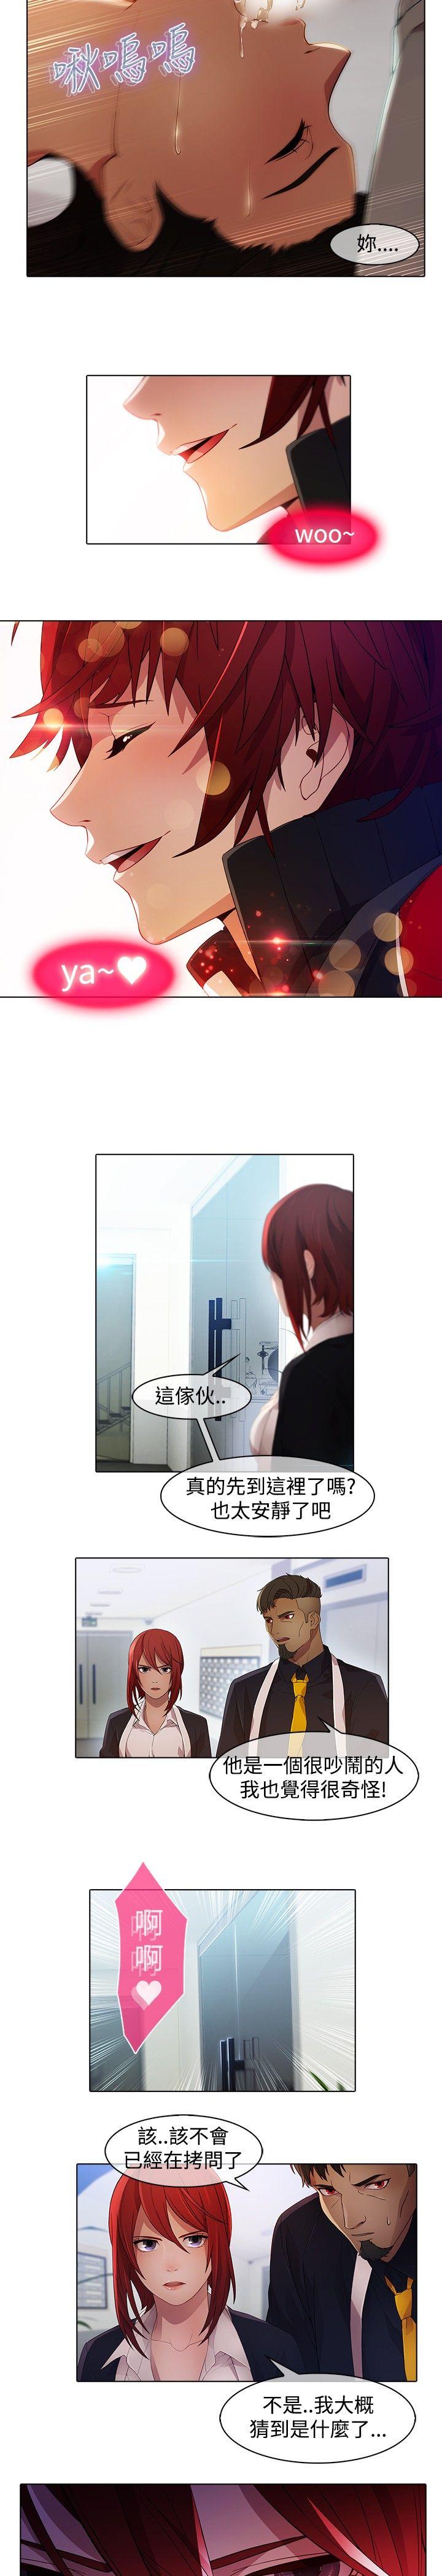 啾嗚嗚
妳....
woo~
ya~♥
這傢伙..
真的先到這裡了嗎?
也太安靜了吧
他是一個很吵鬧的人
我也覺得很奇怪!
啊
啊
♥
該..該不會
已經在拷問了
不是..我大概
猜到是什麼了...